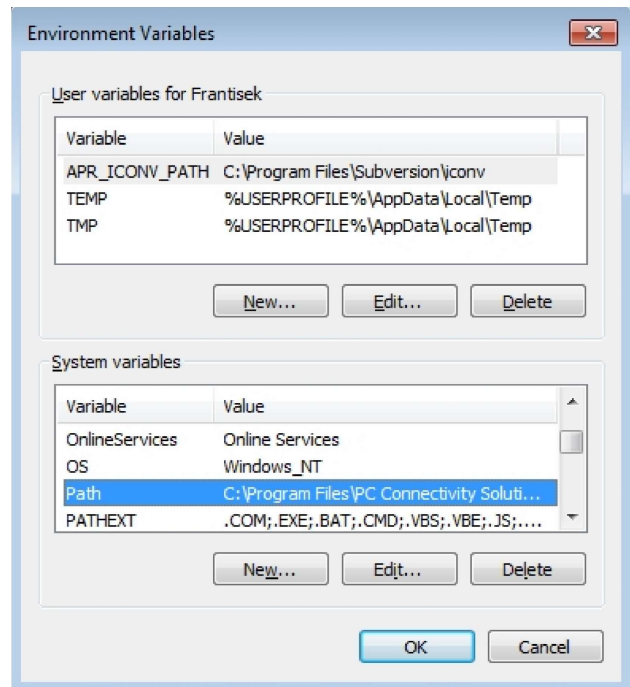 Environment Variables
User variables for Frantisek
Variable Value
APR_ICONV_PATH C:\Program Files\Subversion\iconv
TEMP %USERPROFILE%\AppData\Local\Temp
TMP %USERPROFILE%\AppData\Local\Temp
New... Edit... Delete
System variables
Variable Value
OnlineServices Online Services
OS Windows_NT
Path C:\Program Files\PC Connectivity Soluti...
PATHEXT .COM;.EXE;.BAT;.CMD;.VBS;.VBE;.JS;....
New... Edit... Delete
OK Cancel